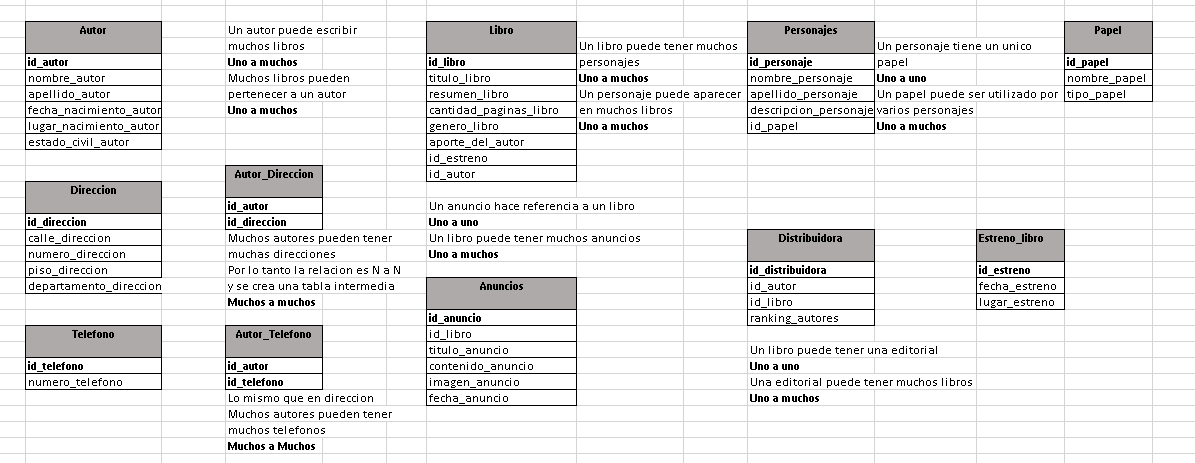 Autor
id_autor
nombre_autor
apellido_autor
fecha_nacimiento_autor
lugar_nacimiento_autor
estado_civil_autor
Un autor puede escribir
muchos libros
Uno a muchos
Muchos libros pueden
pertenecer a un autor
Uno a muchos
Libro
id_libro
titulo_libro
resumen_libro
cantidad_paginas_libro
genero_libro
aporte_del_autor
id_estreno
id_autor
Un libro puede tener muchos
personajes
Uno a muchos
Un personaje puede aparecer
en muchos libros
Uno a muchos
Personajes
id_personaje
nombre_personaje
apellido_personaje
descripcion_personaje
id_papel
Un personaje tiene un unico
papel
Uno a uno
Un papel puede ser utilizado por
varios personajes
Uno a muchos
Papel
id_papel
nombre_papel
tipo_papel
Direccion
id_direccion
calle_direccion
numero_direccion
piso_direccion
departamento_direccion
Autor_Direccion
id_autor
id_direccion
Muchos autores pueden tener
muchas direcciones
Por lo tanto la relacion es N a N
y se crea una tabla intermedia
Muchos a muchos
Un anuncio hace referencia a un libro
Uno a uno
Un libro puede tener muchos anuncios
Uno a muchos
Anuncios
id_anuncio
id_libro
titulo_anuncio
contenido_anuncio
imagen_anuncio
fecha_anuncio
Distribuidora
id_distribuidora
id_autor
id_libro
ranking_autores
Estreno_libro
id_estreno
fecha_estreno
lugar_estreno
Un libro puede tener una editorial
Uno a uno
Una editorial puede tener muchos libros
Uno a muchos
Telefono
id_telefono
numero_telefono
Autor_Telefono
id_autor
id_telefono
Lo mismo que en direccion
Muchos autores pueden tener
muchos telefonos
Muchos a Muchos